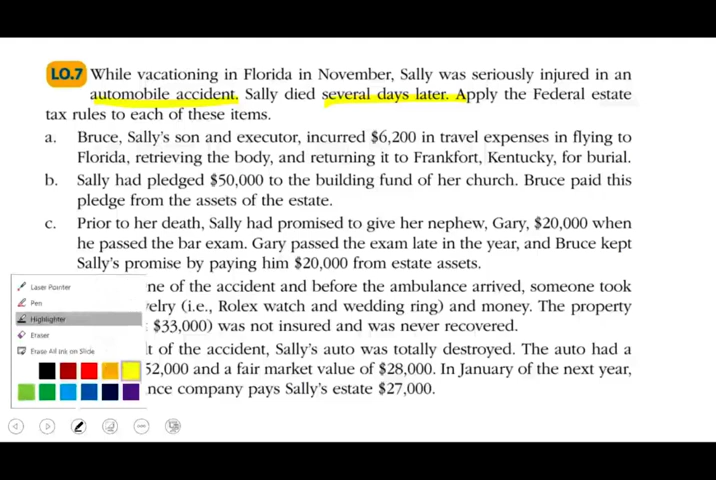 LO.7 While vacationing in Florida in November, Sally was seriously injured in an
automobile accident. Sally died several days later. Apply the Federal estate
tax rules to each of these items.
a. Bruce, Sally's son and executor, incurred $6,200 in travel expenses in flying to
Florida, retrieving the body, and returning it to Frankfort, Kentucky, for burial.
b. Sally had pledged $50,000 to the building fund of her church. Bruce paid this
pledge from the assets of the estate.
c. Prior to her death, Sally had promised to give her nephew, Gary, $20,000 when
he passed the bar exam. Gary passed the exam late in the year, and Bruce kept
Sally's promise by paying him $20,000 from estate assets.
ne of the accident and before the ambulance arrived, someone took
elry (i.e., Rolex watch and wedding ring) and money. The property
$33,000) was not insured and was never recovered.
t of the accident, Sally's auto was totally destroyed. The auto had a
52,000 and a fair market value of $28,000. In January of the next year,
nce company pays Sally's estate $27,000.
Laser Pointer
Pen
Highlighter
Eraser
Erase All Ink on Slide